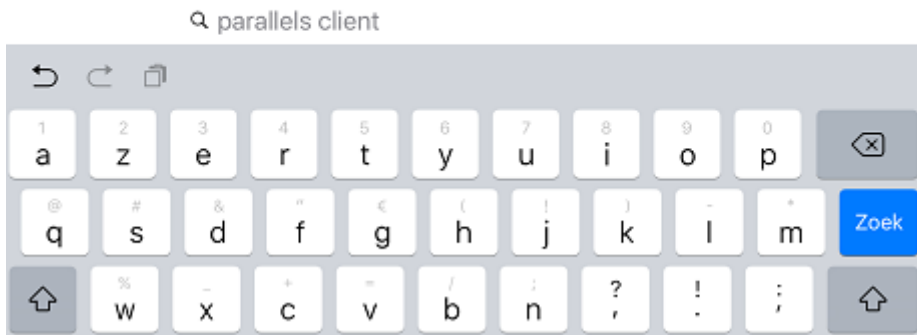 parallels client
1 2 3 4 5 6 7 8 9 0
a z e r t y u i o p
@ # & " € ( ! ) - *
q s d f g h j k l m Zoek
% - + = / ; ? ! :
w x c v b n , . ;